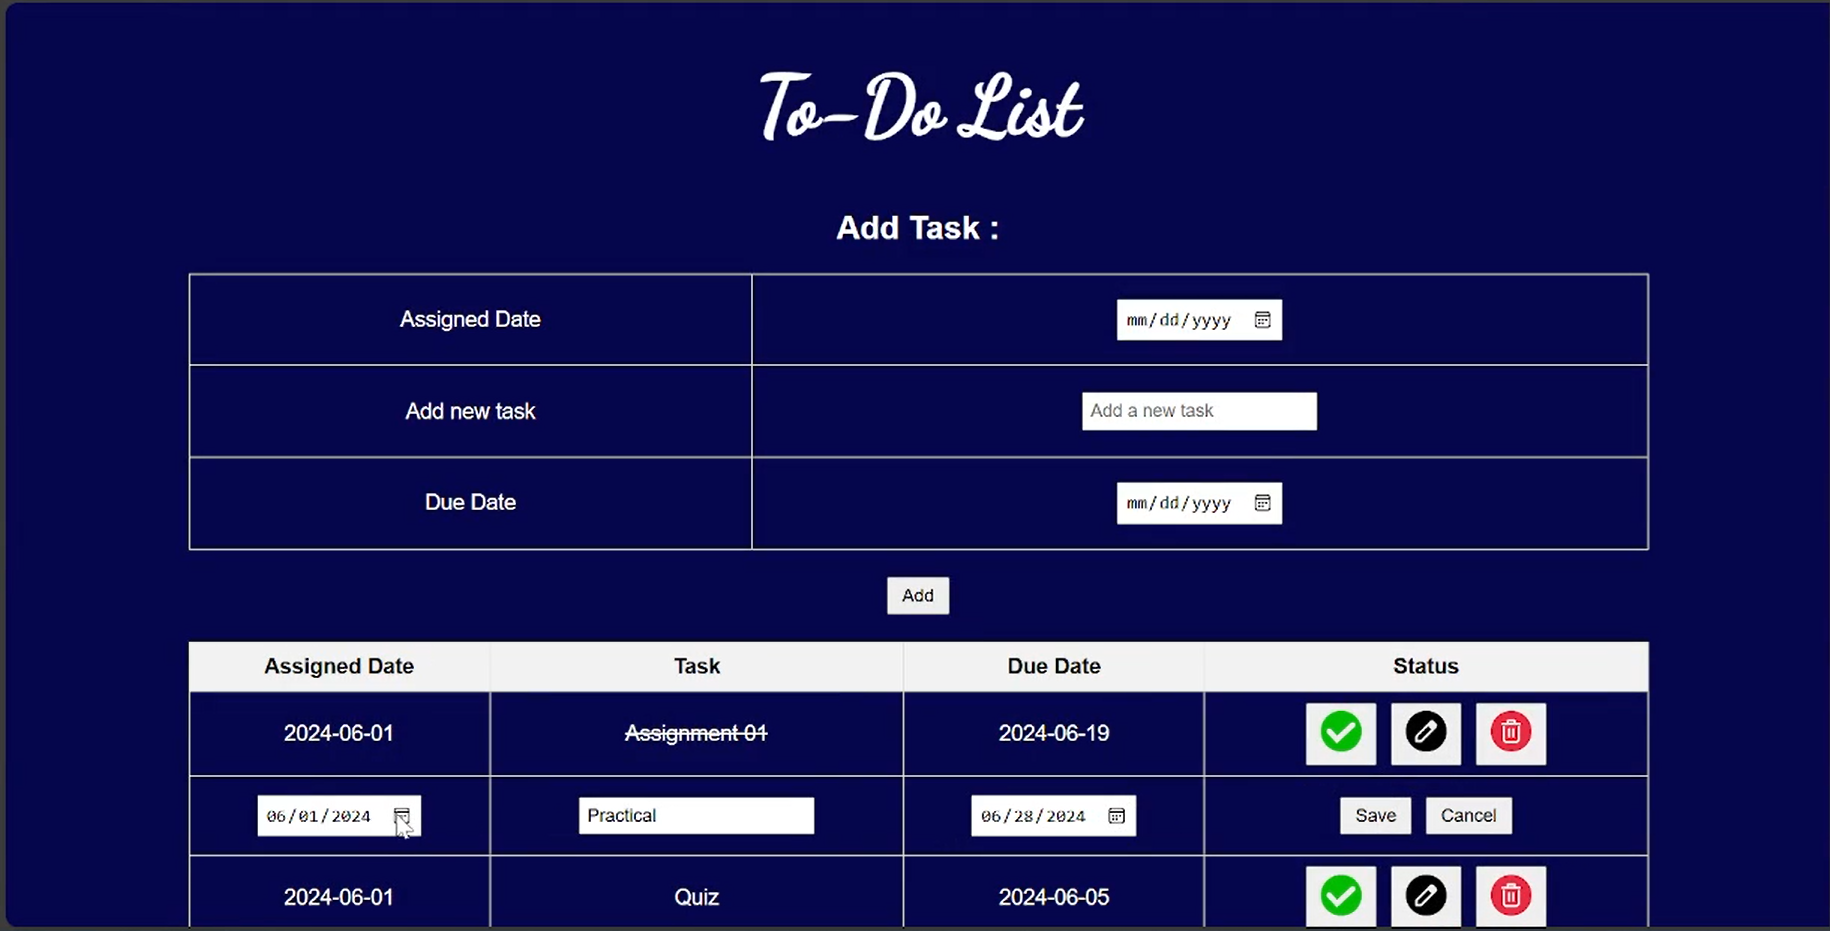 To-Do List
Add Task :
Assigned Date mm/dd/yyyy
Add new task Add a new task
Due Date mm/dd/yyyy
Add
Assigned Date Task Due Date Status
2024-06-01 Assignment 01 2024-06-19
06/01/2024 Practical 06/28/2024 Save Cancel
2024-06-01 Quiz 2024-06-05